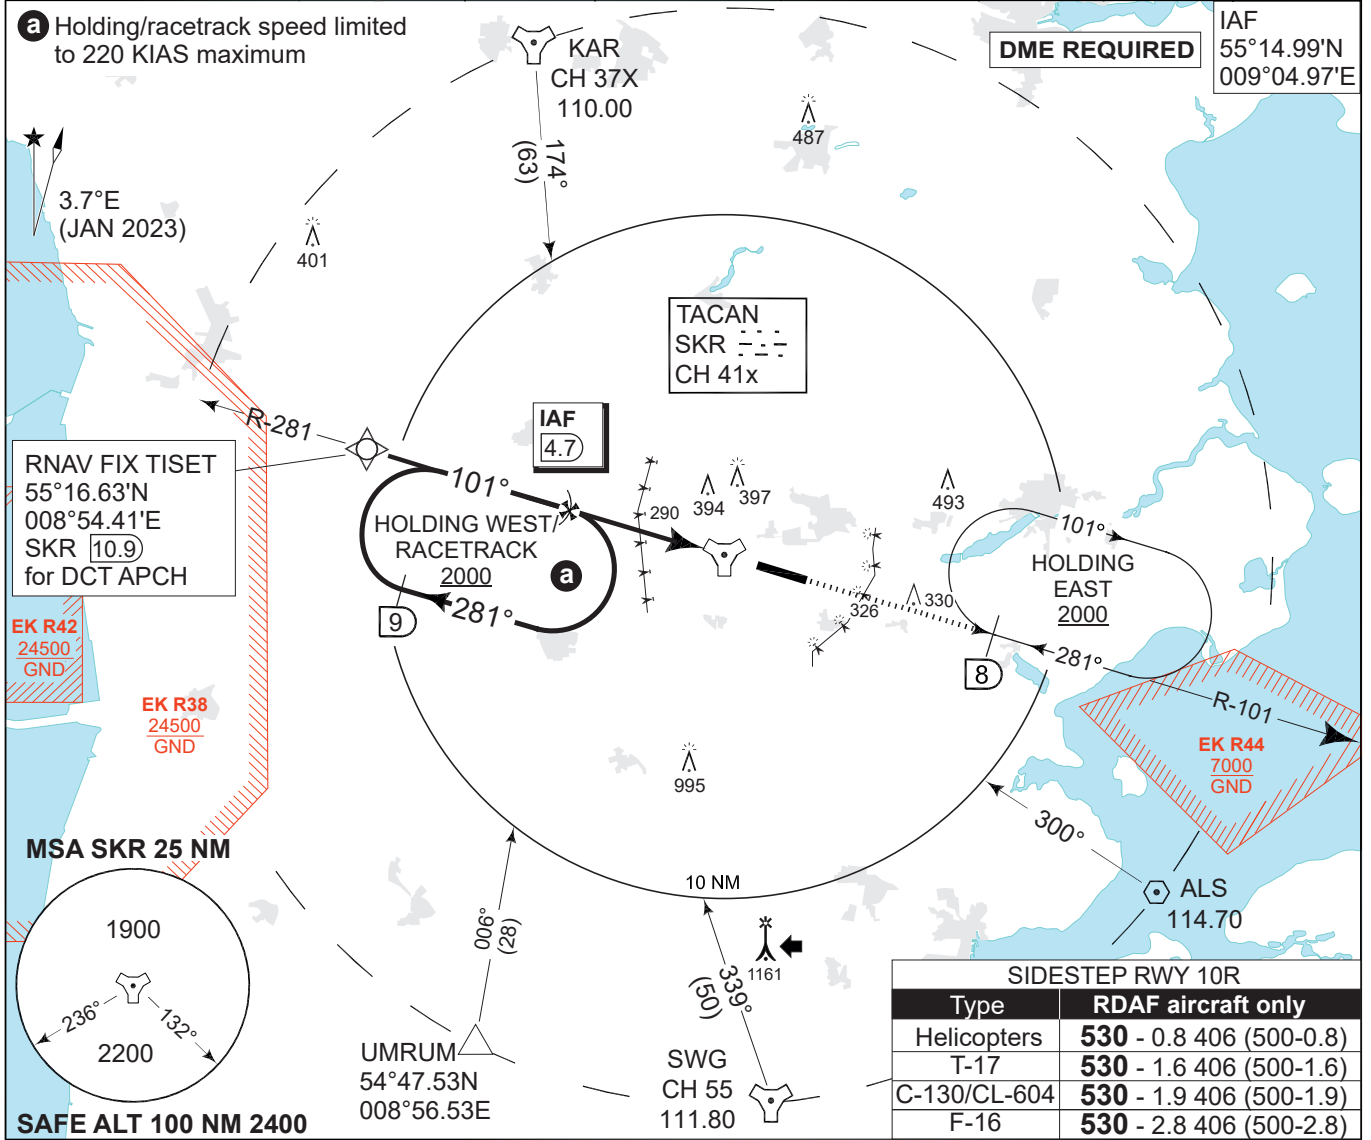 a Holding/racetrack speed limited
to 220 KIAS maximum
KAR
CH 37X
110.00
DME REQUIRED
IAF
55°14.99'N
009°04.97'E
487
174°
(63)
3.7°E
(JAN 2023)
401
TACAN
SKR
CH 41x
R-281
IAF
4.7
RNAV FIX TISET
55°16.63'N
008°54.41'E
SKR 10.9
for DCT APCH
101°
HOLDING WEST/
RACETRACK
2000
a
281°
9
290
394
397
493
101°
HOLDING
EAST
2000
281°
326
330
8
R-101
EK R42
24500
GND
EK R38
24500
GND
EK R44
7000
GND
995
300°
MSA SKR 25 NM
1900
236°
132°
2200
SAFE ALT 100 NM 2400
10 NM
ALS
114.70
006°
(28)
1161
339°
(50)
UMRUM
54°47.53N
008°56.53E
SWG
CH 55
111.80
SIDESTEP RWY 10R
Type RDAF aircraft only
Helicopters 530 - 0.8 406 (500-0.8)
T-17 530 - 1.6 406 (500-1.6)
C-130/CL-604 530 - 1.9 406 (500-1.9)
F-16 530 - 2.8 406 (500-2.8)